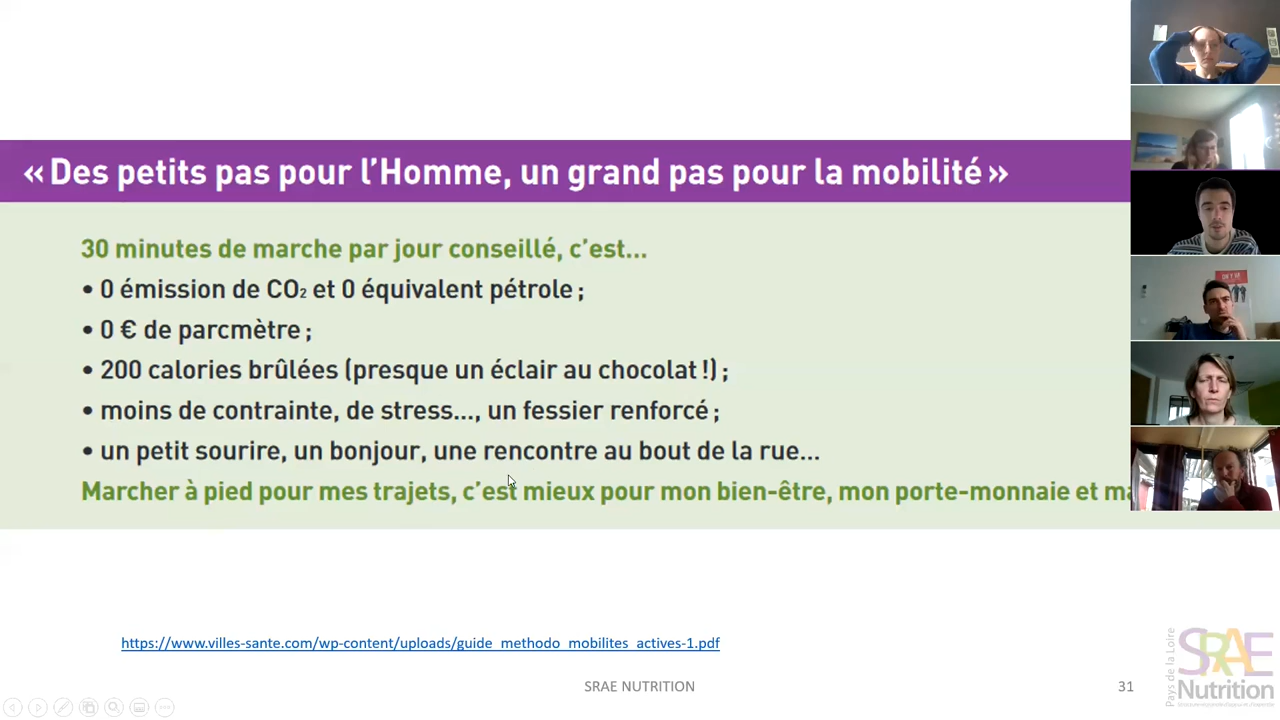 « Des petits pas pour l'Homme, un grand pas pour la mobilité »
30 minutes de marche par jour conseillé, c'est...
• 0 émission de CO₂ et 0 équivalent pétrole ;
• 0 € de parcmètre ;
• 200 calories brûlées (presque un éclair au chocolat !) ;
• moins de contrainte, de stress..., un fessier renforcé ;
• un petit sourire, un bonjour, une rencontre au bout de la rue...
Marcher à pied pour mes trajets, c'est mieux pour mon bien-être, mon porte-monnaie et
https://www.villes-sante.com/wp-content/uploads/guide_methodo_mobilites_actives-1.pdf
SRAE NUTRITION
31
Pays de la Loire
SRAE
Nutrition